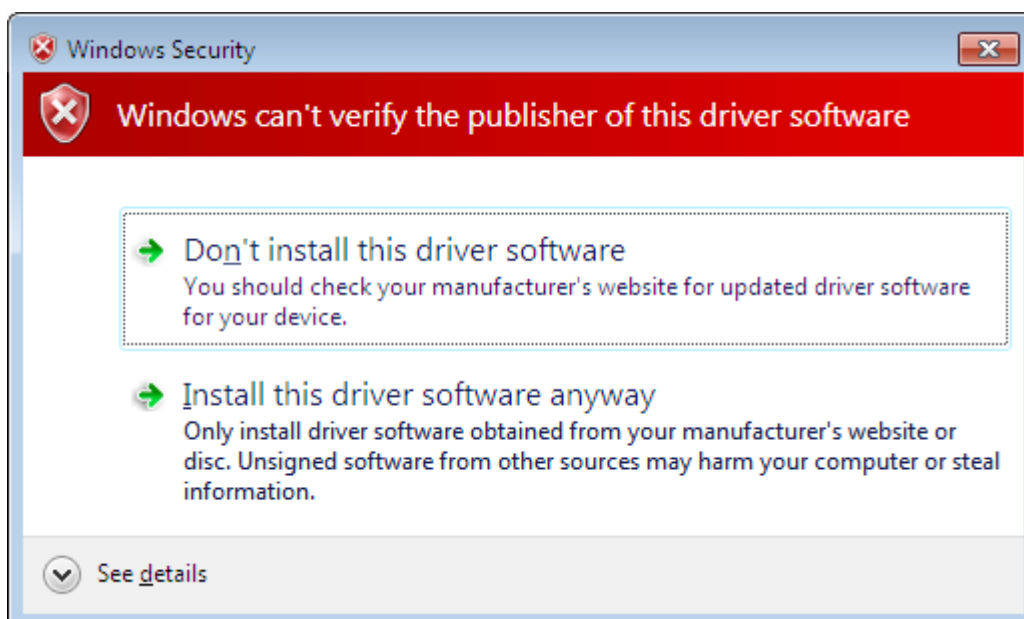 Windows Security
Windows can't verify the publisher of this driver software
Don't install this driver software
You should check your manufacturer's website for updated driver software
for your device.
Install this driver software anyway
Only install driver software obtained from your manufacturer's website or
disc. Unsigned software from other sources may harm your computer or steal
information.
See details